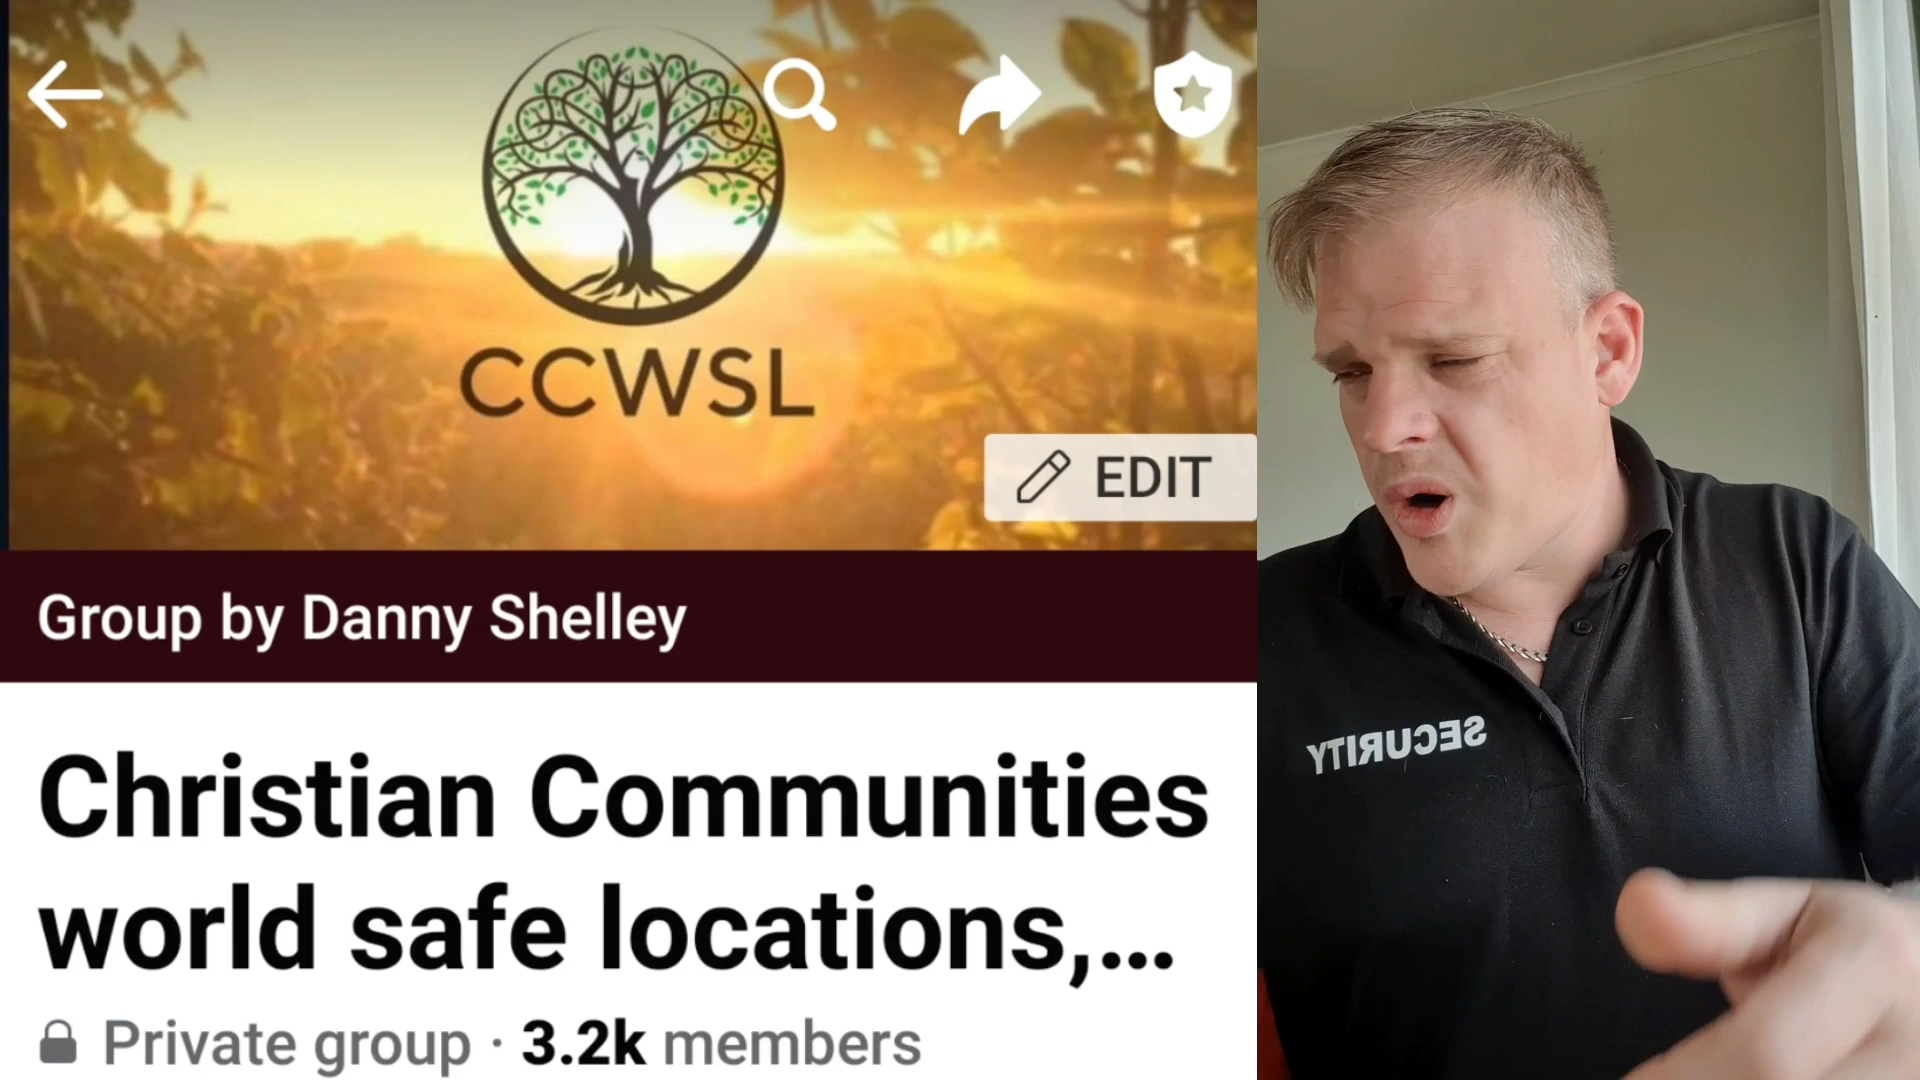 CCWSL
EDIT
Group by Danny Shelley
Christian Communities
world safe locations,...
Private group · 3.2k members
SECURITY